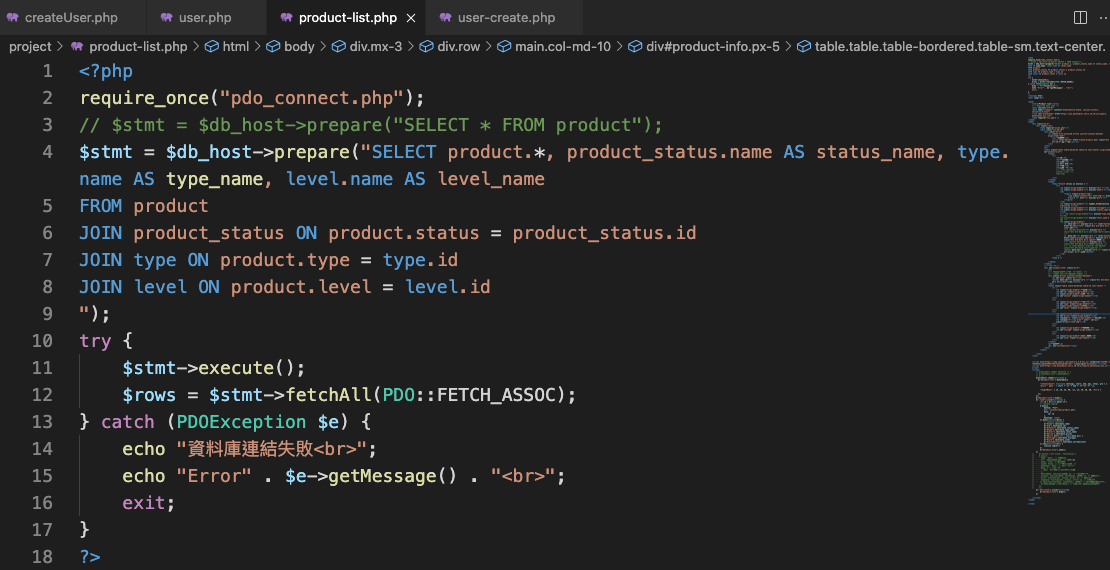 createUser.php user.php product-list.php user-create.php
project > product-list.php > html > body > div.mx-3 > div.row > main.col-md-10 > div#product-info.px-5 > table.table.table-bordered.table-sm.text-center.
1 <?php
2 require_once("pdo_connect.php");
3 // $stmt = $db_host->prepare("SELECT * FROM product");
4 $stmt = $db_host->prepare("SELECT product.*, product_status.name AS status_name, type.
name AS type_name, level.name AS level_name
5 FROM product
6 JOIN product_status ON product.status = product_status.id
7 JOIN type ON product.type = type.id
8 JOIN level ON product.level = level.id
9 ");
10 try {
11 $stmt->execute();
12 $rows = $stmt->fetchAll(PDO::FETCH_ASSOC);
13 } catch (PDOException $e) {
14 echo "資料庫連結失敗<br>";
15 echo "Error" . $e->getMessage() . "<br>";
16 exit;
17 }
18 ?>